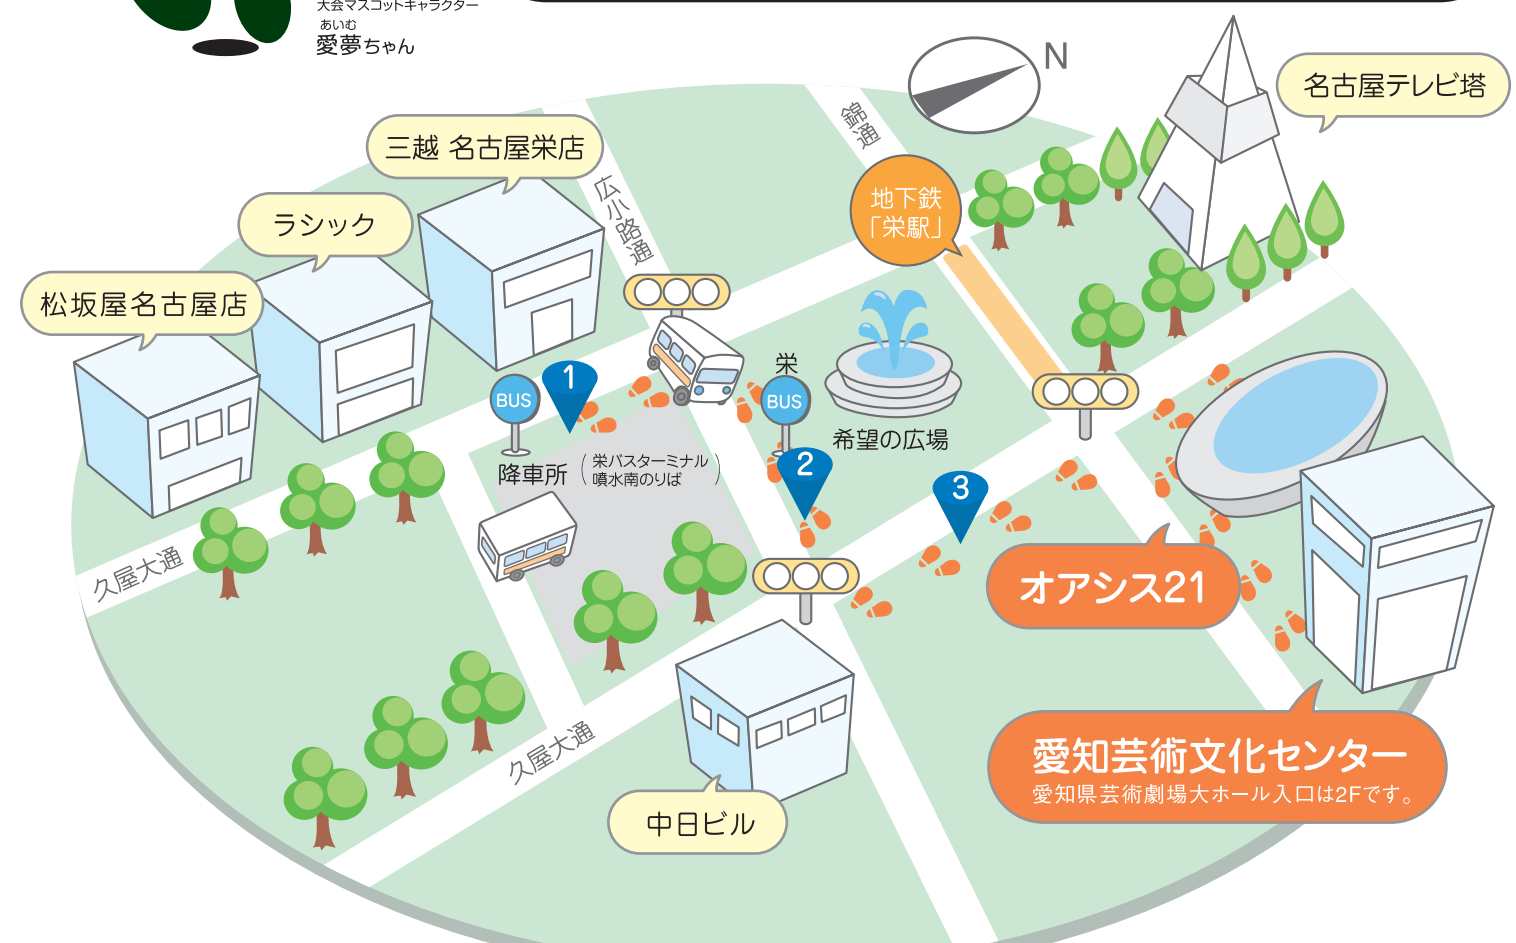 大会マスコットキャラクター
あいむ
愛夢ちゃん
N
名古屋テレビ塔
錦通
三越 名古屋栄店
広小路通
地下鉄
「栄駅」
ラシック
松坂屋名古屋店
栄
BUS
1
BUS
希望の広場
降車所
(栄バスターミナル
噴水南のりば)
2
3
久屋大通
オアシス21
久屋大通
愛知芸術文化センター
愛知県芸術劇場大ホール入口は2Fです。
中日ビル